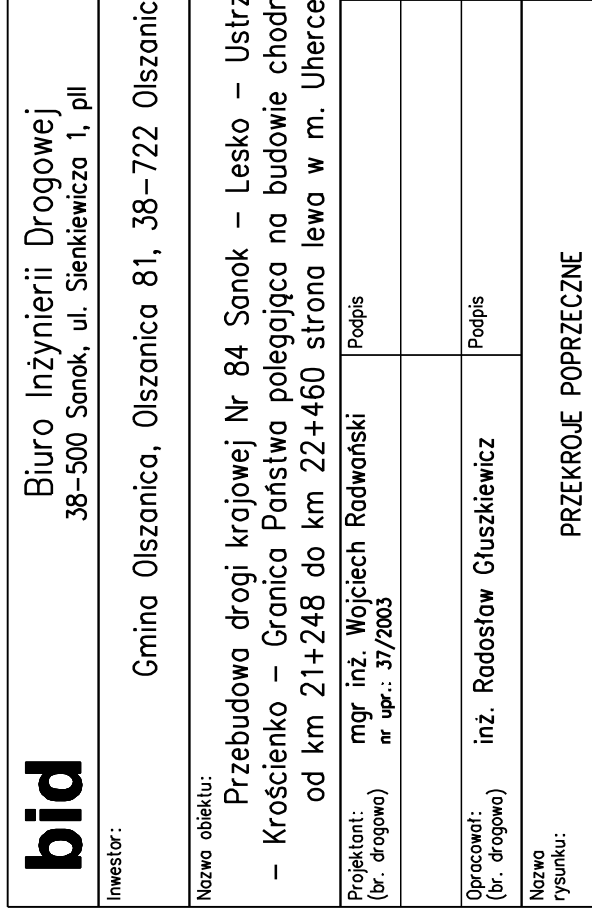 bid
Biuro Inżynierii Drogowej
38-500 Sanok, ul. Sienkiewicza 1, pII
Inwestor:
Gmina Olszanica, Olszanica 81, 38-722 Olszanic
Nazwa obiektu:
Przebudowa drogi krajowej Nr 84 Sanok - Lesko - Ustrz
- Krościenko - Granica Państwa polegająca na budowie chodn
od km 21+248 do km 22+460 strona lewa w m. Uherce
Projektant:
(br. drogowa)
mgr inż. Wojciech Radwański
nr upr.: 37/2003
Podpis
Opracował:
(br. drogowa)
inż. Radosław Głuszkiewicz
Podpis
Nazwa
rysunku:
PRZEKROJE POPRZECZNE